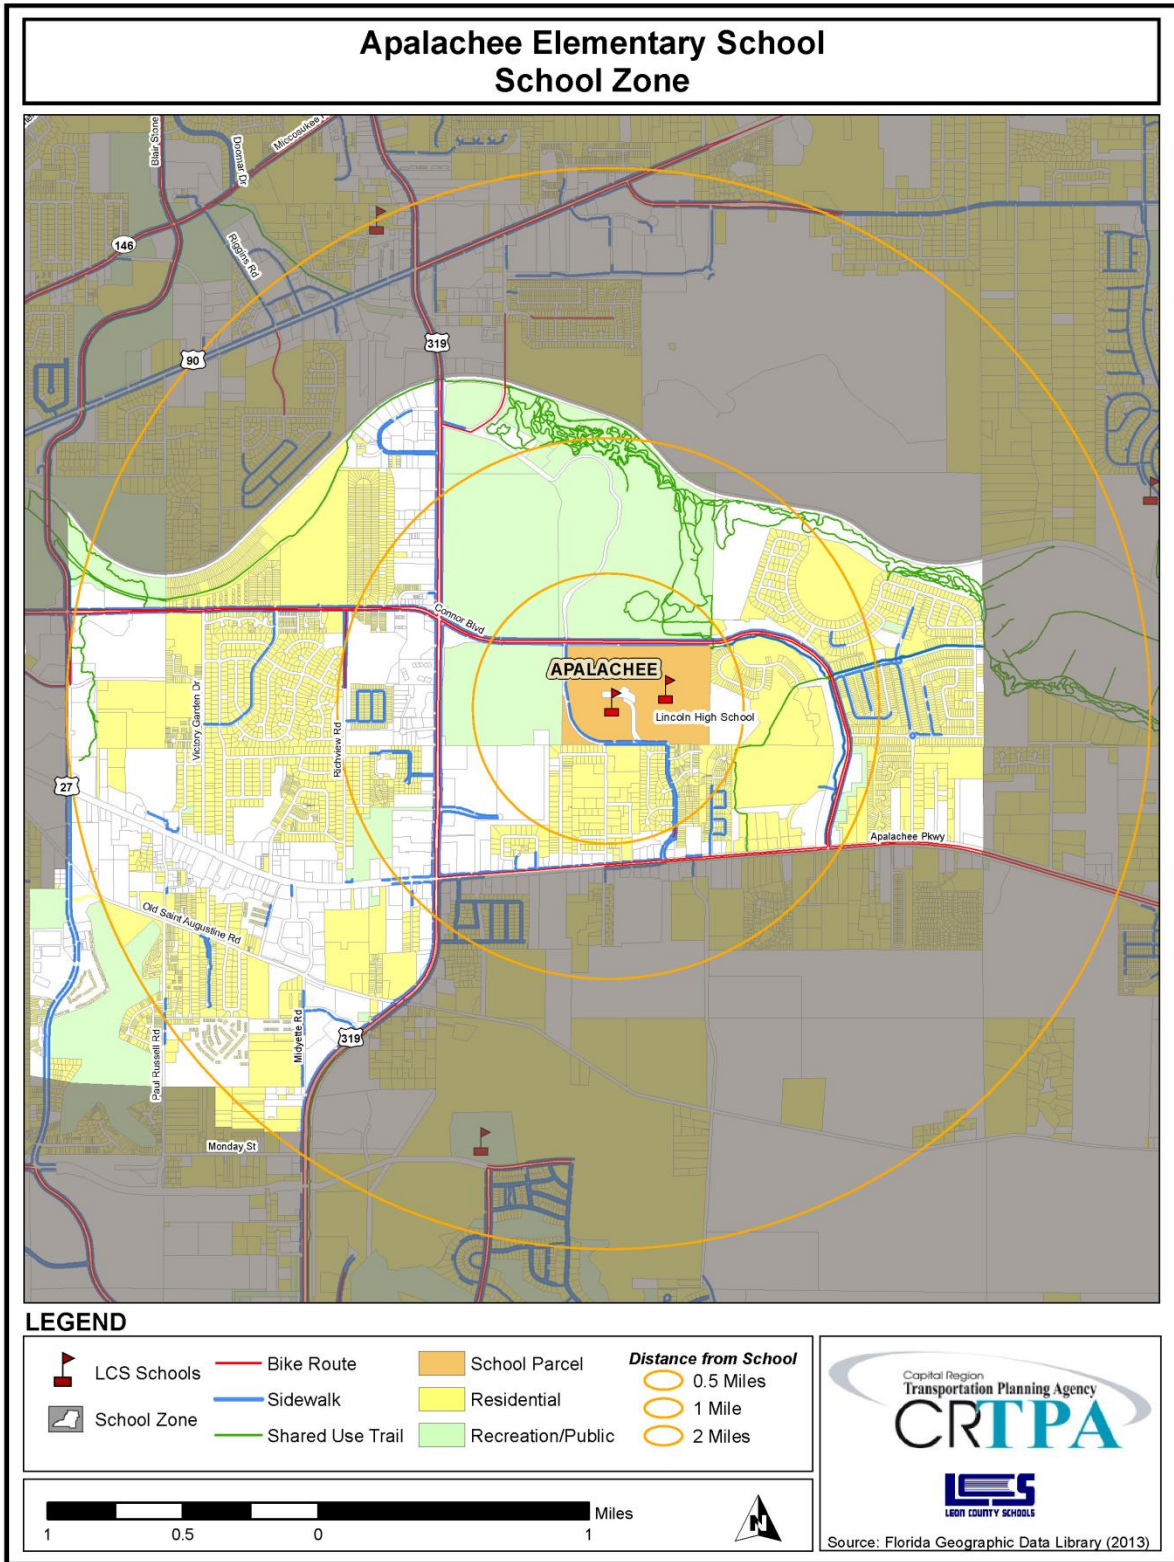 Apalachee Elementary School
School Zone
Blair Stone
Doomar Dr
Miccosukee
Riggins Rd
146
90
319
Connor Blvd
APALACHEE
Lincoln High School
Victory Garden Dr
Richview Rd
27
Apalachee Pkwy
Old Saint Augustine Rd
Paul Russell Rd
Midyette Rd
319
Monday St
LEGEND
LCS Schools
School Zone
Bike Route
Sidewalk
Shared Use Trail
School Parcel
Residential
Recreation/Public
Distance from School
0.5 Miles
1 Mile
2 Miles
Capital Region
Transportation Planning Agency
CRTPA
LCS
LEON COUNTY SCHOOLS
Miles
1 0.5 0 1
N
Source: Florida Geographic Data Library (2013)